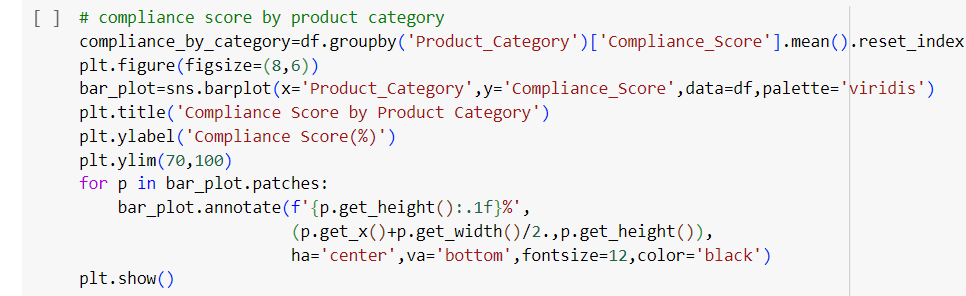 [ ] # compliance score by product category
compliance_by_category=df.groupby('Product_Category')['Compliance_Score'].mean().reset_index
plt.figure(figsize=(8,6))
bar_plot=sns.barplot(x='Product_Category',y='Compliance_Score',data=df,palette='viridis')
plt.title('Compliance Score by Product Category')
plt.ylabel('Compliance Score(%)')
plt.ylim(70,100)
for p in bar_plot.patches:
    bar_plot.annotate(f'{p.get_height():.1f}%',
                      (p.get_x()+p.get_width()/2.,p.get_height()),
                      ha='center',va='bottom',fontsize=12,color='black')
plt.show()